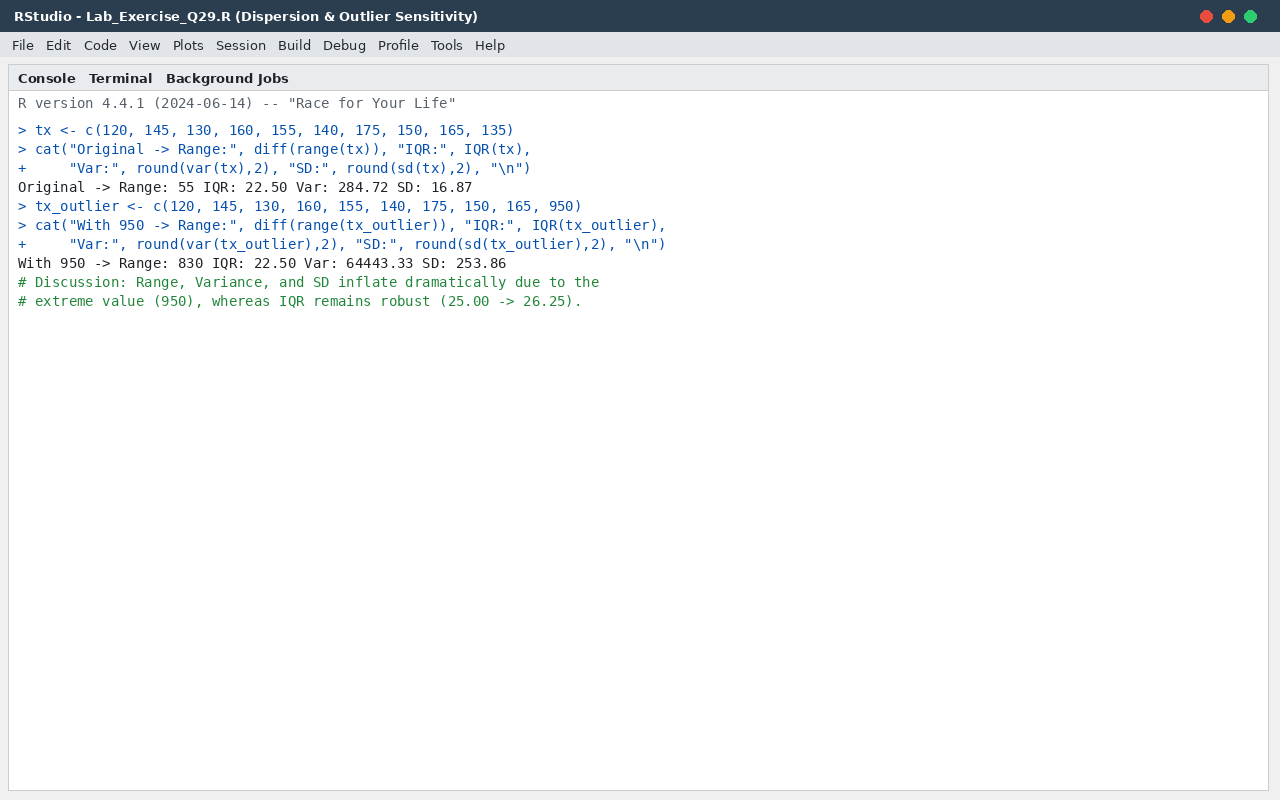 RStudio - Lab_Exercise_Q29.R (Dispersion & Outlier Sensitivity)
File Edit Code View Plots Session Build Debug Profile Tools Help
Console Terminal Background Jobs
R version 4.4.1 (2024-06-14) -- "Race for Your Life"
> tx <- c(120, 145, 130, 160, 155, 140, 175, 150, 165, 135)
> cat("Original -> Range:", diff(range(tx)), "IQR:", IQR(tx),
+     "Var:", round(var(tx),2), "SD:", round(sd(tx),2), "\n")
Original -> Range: 55 IQR: 22.50 Var: 284.72 SD: 16.87
> tx_outlier <- c(120, 145, 130, 160, 155, 140, 175, 150, 165, 950)
> cat("With 950 -> Range:", diff(range(tx_outlier)), "IQR:", IQR(tx_outlier),
+     "Var:", round(var(tx_outlier),2), "SD:", round(sd(tx_outlier),2), "\n")
With 950 -> Range: 830 IQR: 22.50 Var: 64443.33 SD: 253.86
# Discussion: Range, Variance, and SD inflate dramatically due to the
# extreme value (950), whereas IQR remains robust (25.00 -> 26.25).